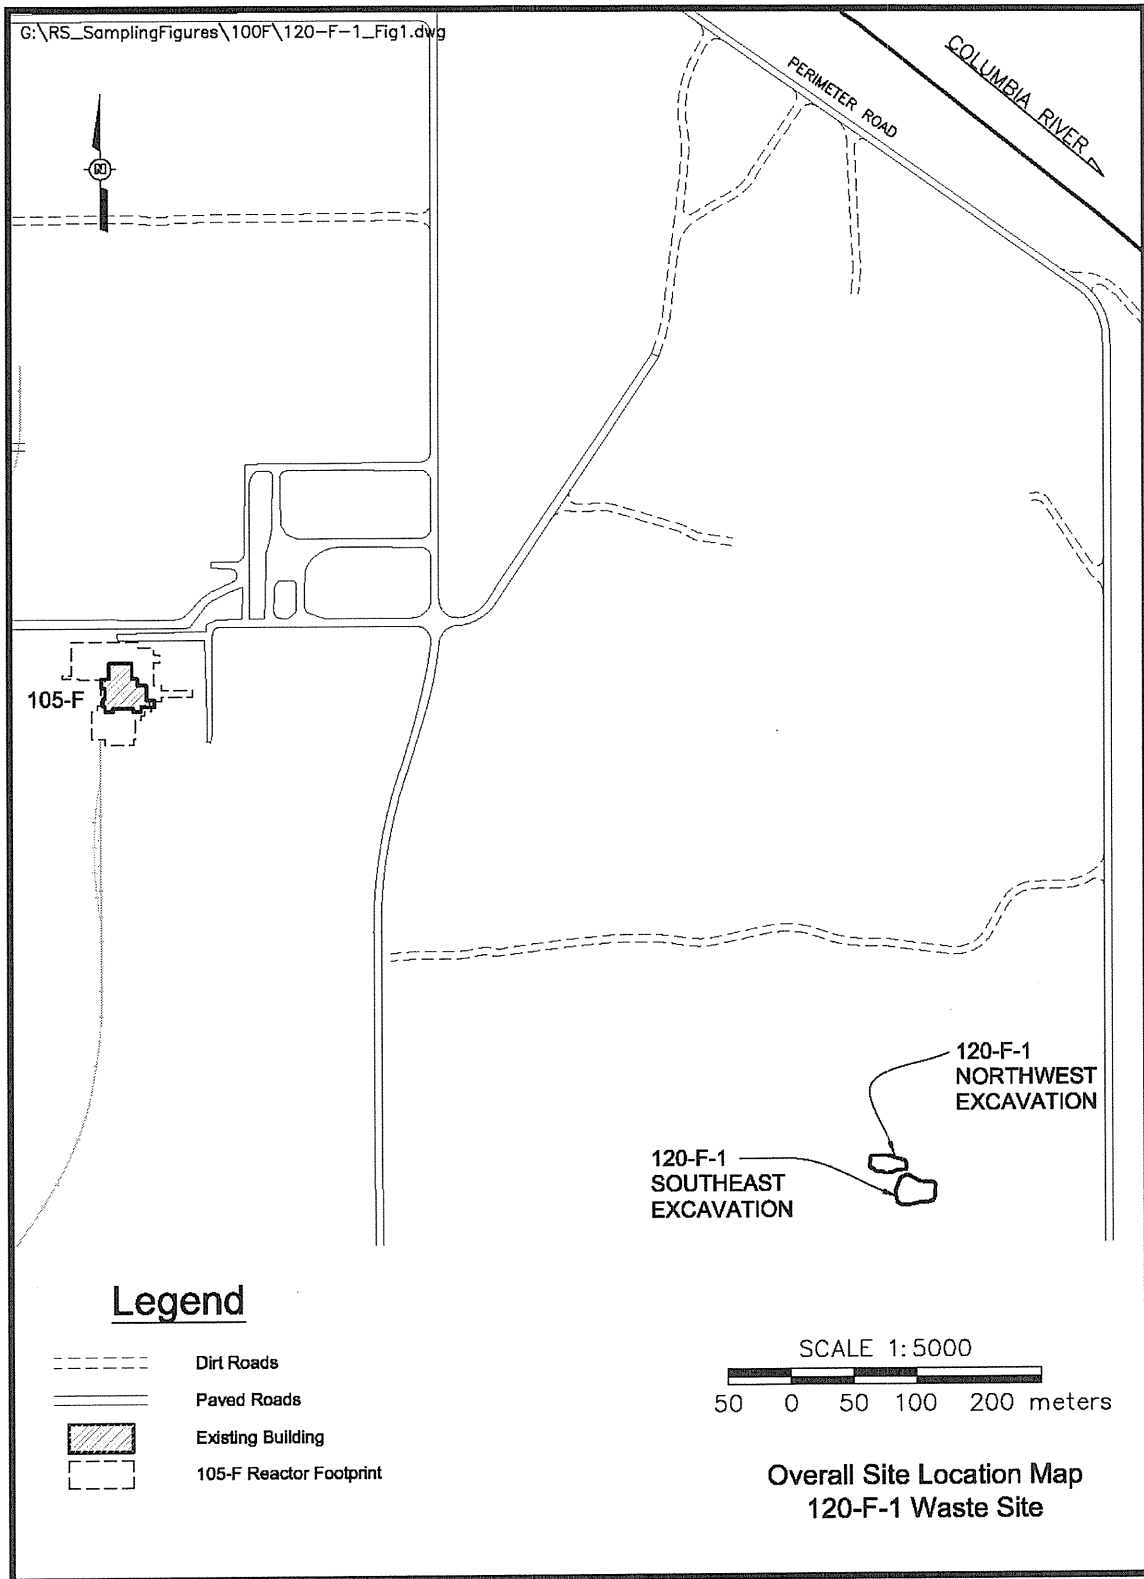 G:\RS_SamplingFigures\100F\120-F-1_Fig1.dwg
COLUMBIA RIVER
PERIMETER ROAD
N
105-F
120-F-1
NORTHWEST
EXCAVATION
120-F-1
SOUTHEAST
EXCAVATION
Legend
Dirt Roads
Paved Roads
Existing Building
105-F Reactor Footprint
SCALE 1:5000
50 0 50 100 200 meters
Overall Site Location Map
120-F-1 Waste Site